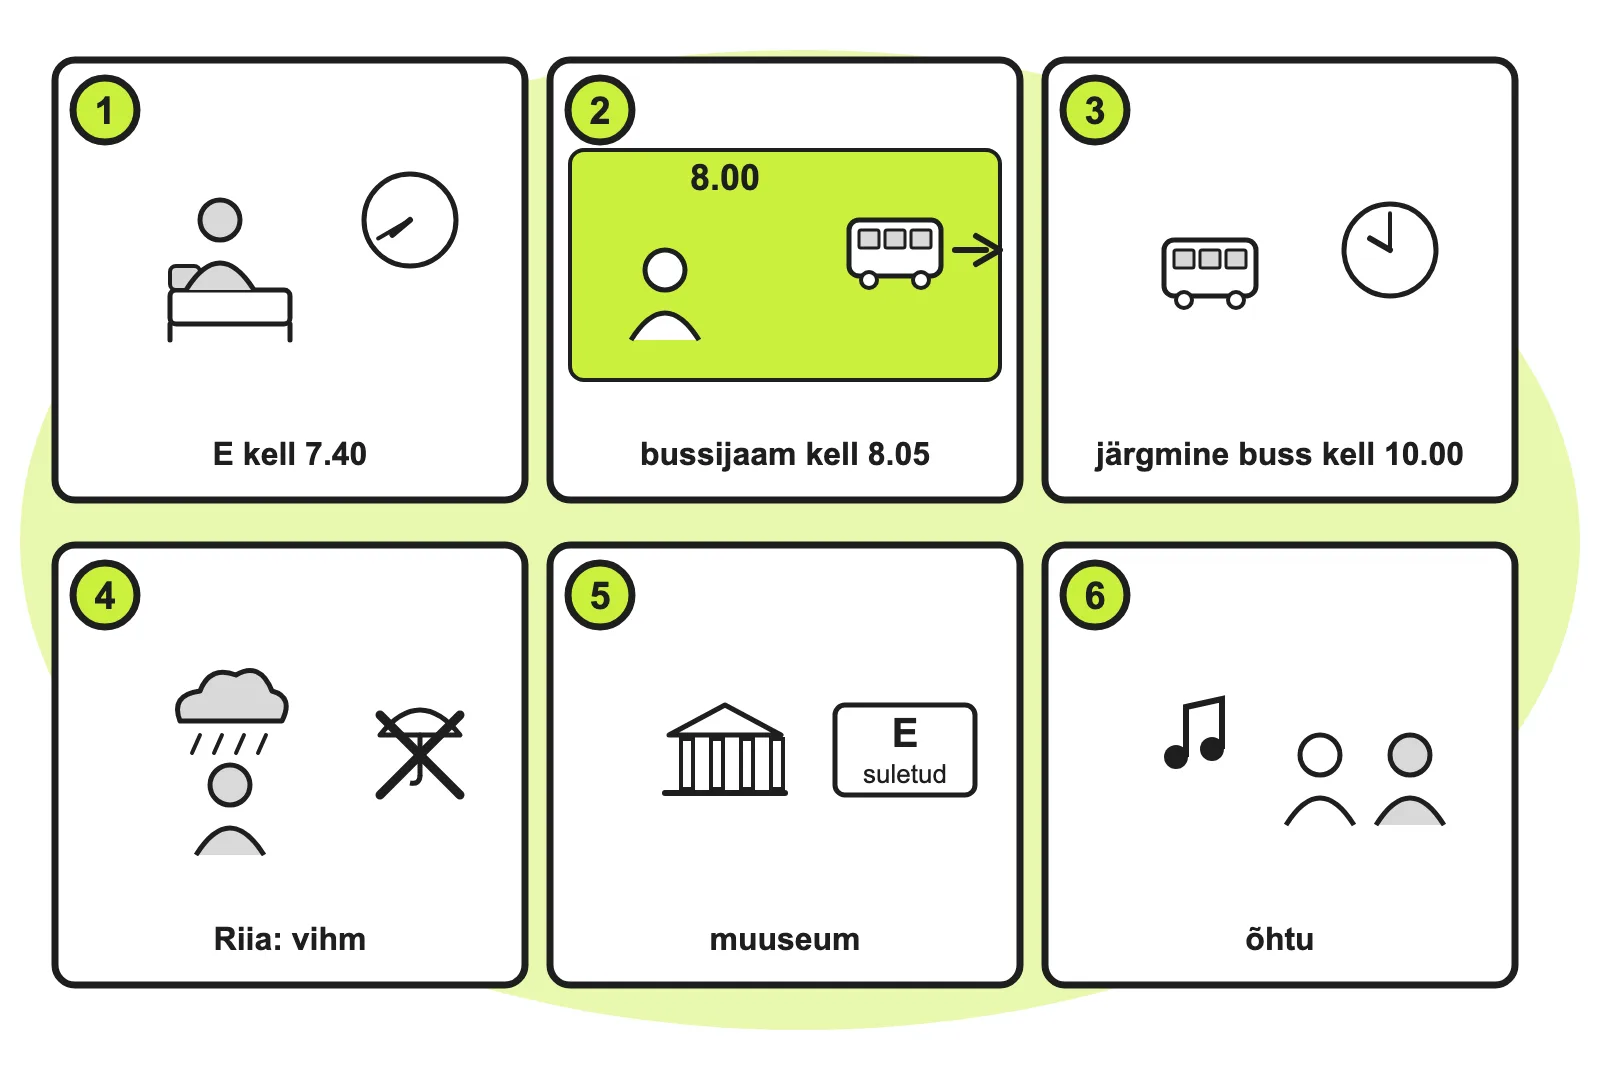 1
E kell 7.40
2
8.00
bussijaam kell 8.05
3
järgmine buss kell 10.00
4
Riia: vihm
5
E
suletud
muuseum
6
õhtu